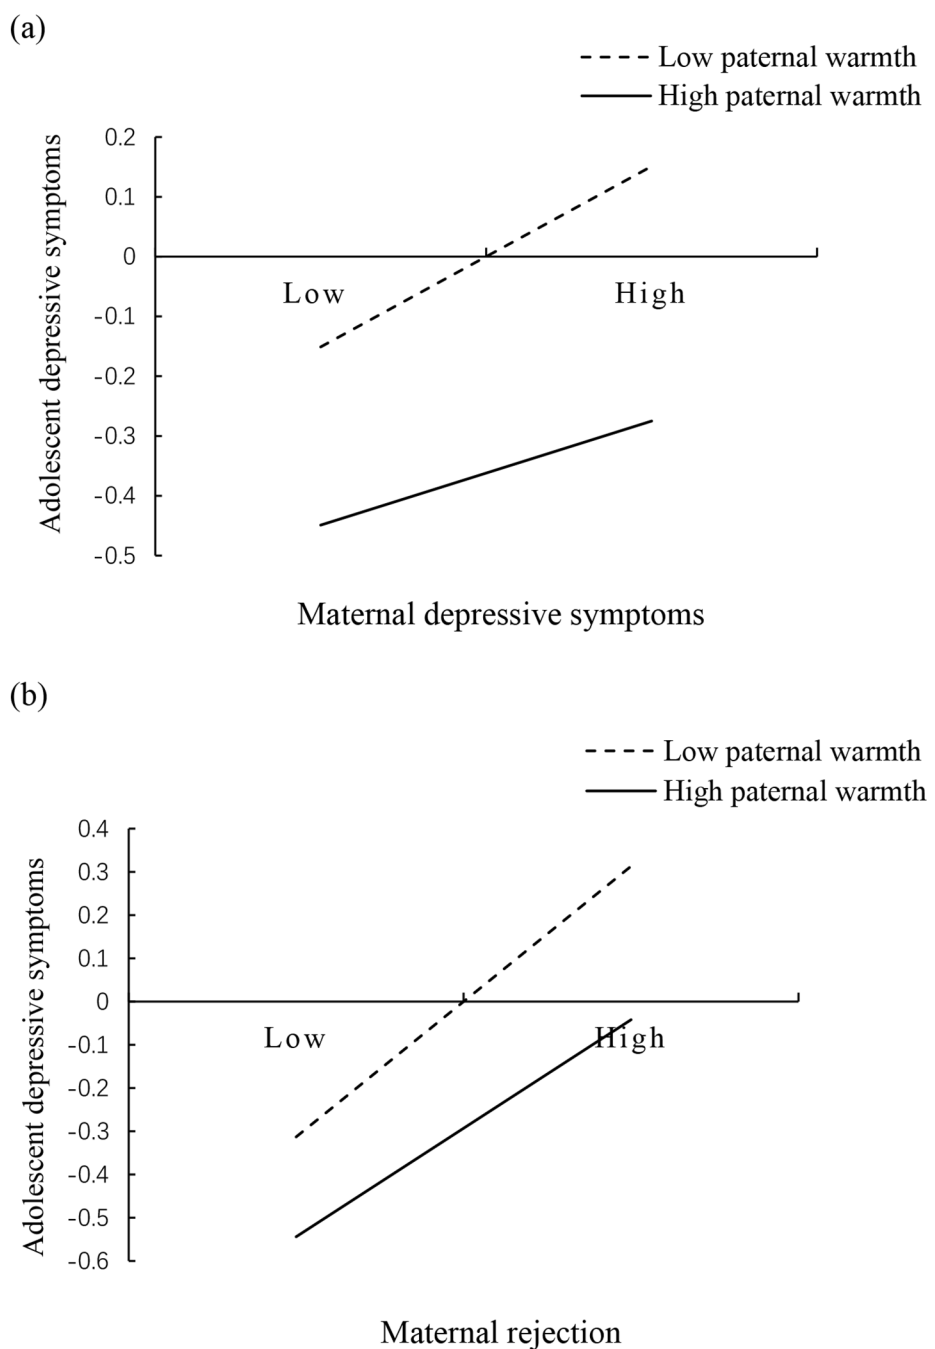 (a)
Low paternal warmth
High paternal warmth
Adolescent depressive symptoms
0.2
0.1
0
-0.1
-0.2
-0.3
-0.4
-0.5
Low
High
Maternal depressive symptoms
(b)
Low paternal warmth
High paternal warmth
Adolescent depressive symptoms
0.4
0.3
0.2
0.1
0
-0.1
-0.2
-0.3
-0.4
-0.5
-0.6
Low
High
Maternal rejection